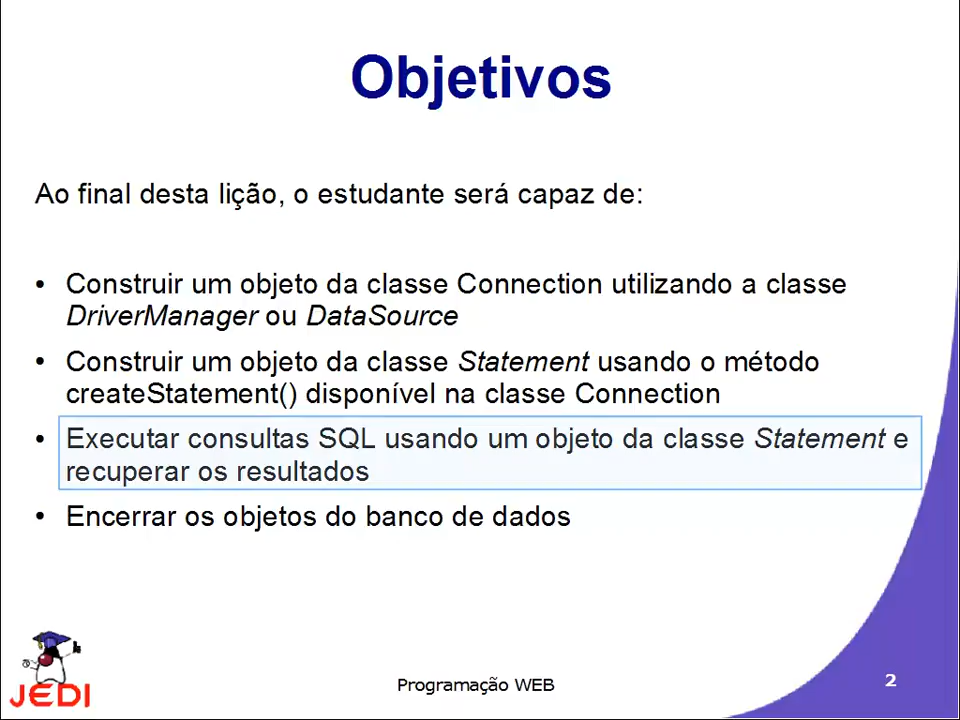 Objetivos
Ao final desta lição, o estudante será capaz de:
• Construir um objeto da classe Connection utilizando a classe
DriverManager ou DataSource
• Construir um objeto da classe Statement usando o método
createStatement() disponível na classe Connection
• Executar consultas SQL usando um objeto da classe Statement e
recuperar os resultados
• Encerrar os objetos do banco de dados
JEDI
Programação WEB
2